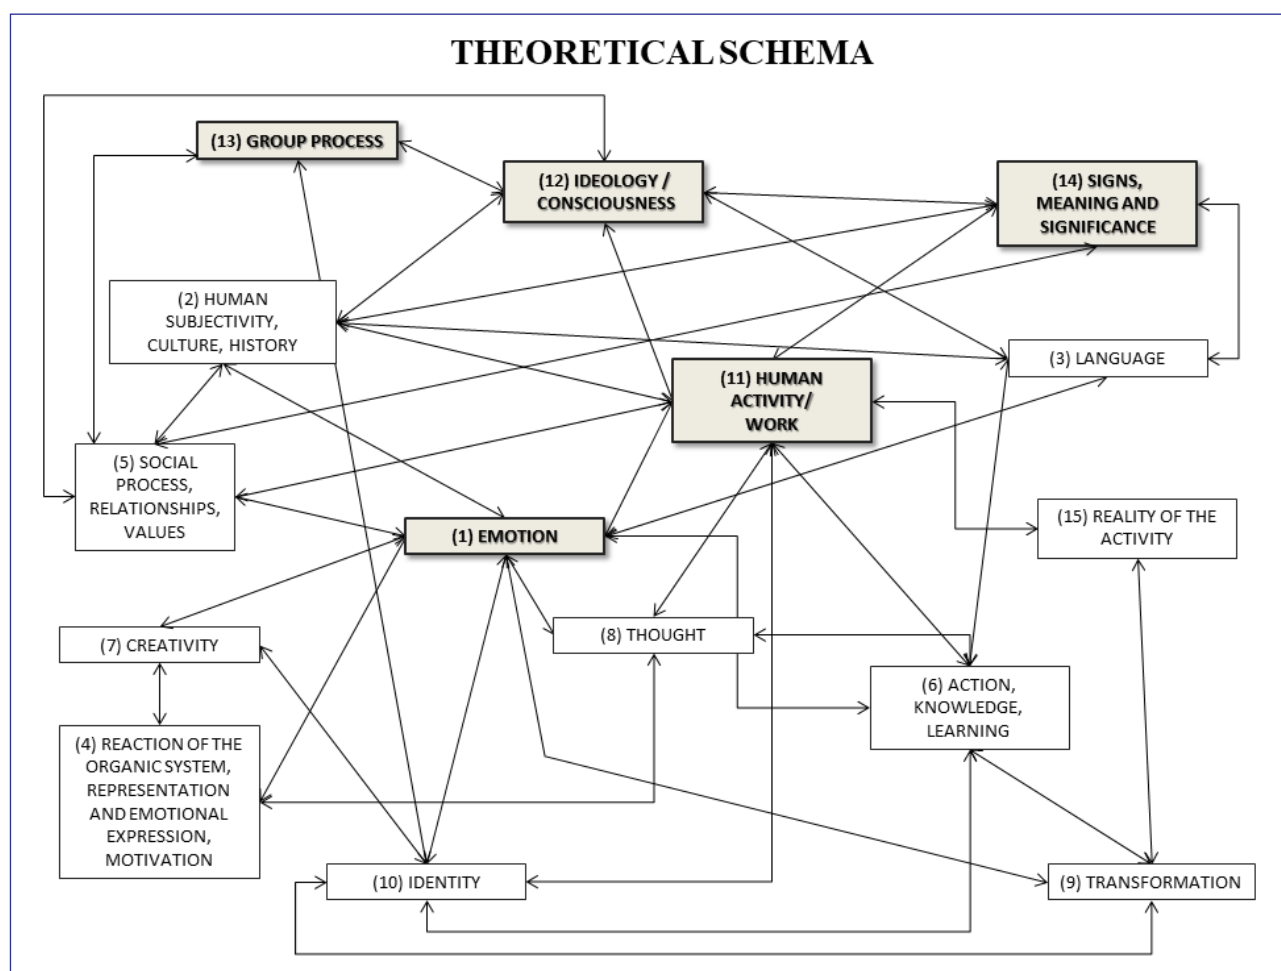 THEORETICAL SCHEMA
(13) GROUP PROCESS
(12) IDEOLOGY /
CONSCIOUSNESS
(14) SIGNS,
MEANING AND
SIGNIFICANCE
(2) HUMAN
SUBJECTIVITY,
CULTURE, HISTORY
(3) LANGUAGE
(11) HUMAN
ACTIVITY/
WORK
(5) SOCIAL
PROCESS,
RELATIONSHIPS,
VALUES
(1) EMOTION
(15) REALITY OF THE
ACTIVITY
(7) CREATIVITY
(8) THOUGHT
(6) ACTION,
KNOWLEDGE,
LEARNING
(4) REACTION OF THE
ORGANIC SYSTEM,
REPRESENTATION
AND EMOTIONAL
EXPRESSION,
MOTIVATION
(10) IDENTITY
(9) TRANSFORMATION